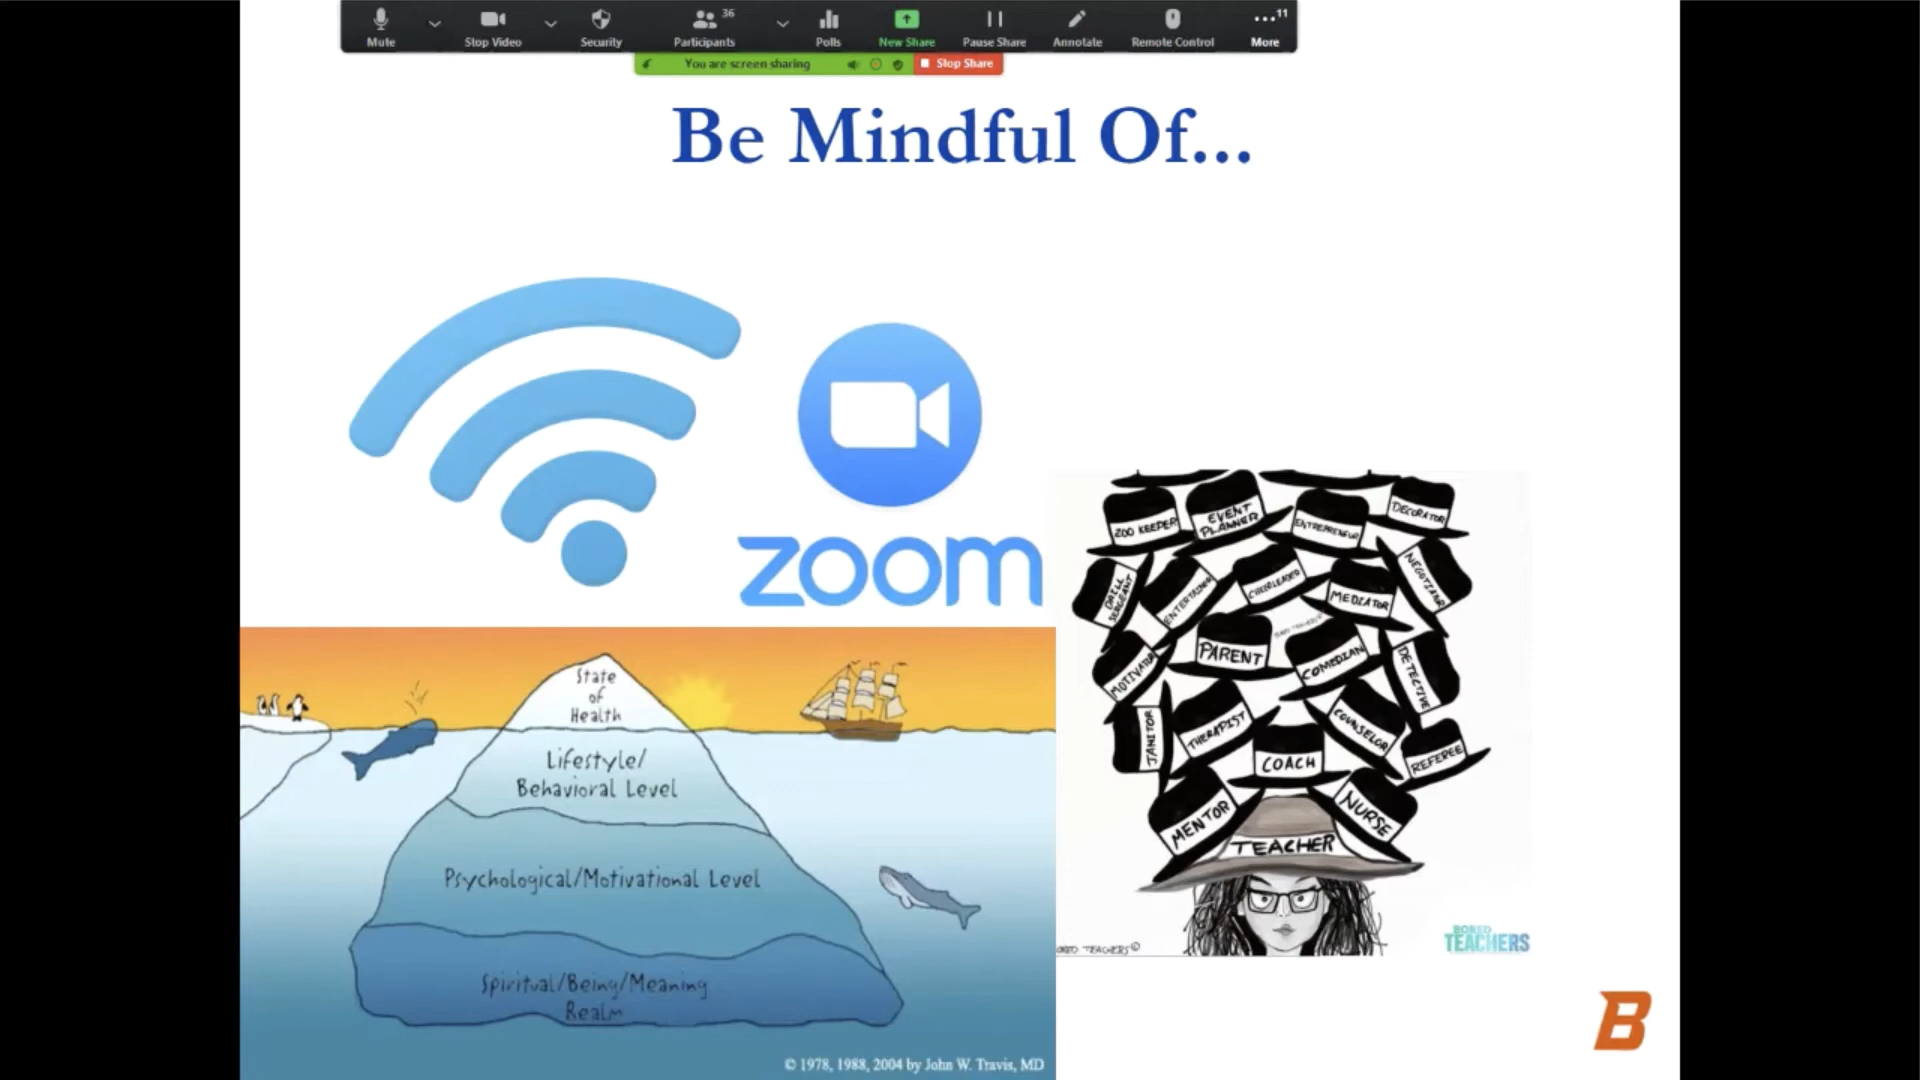 Mute
Stop Video
Security
Participants
36
Polls
New Share
Pause Share
Annotate
Remote Control
More
11
You are screen sharing
Stop Share
Be Mindful Of...
zoom
State
of
Health
Lifestyle/
Behavioral Level
Psychological/Motivational Level
Spiritual/Being/Meaning
Realm
© 1978, 1988, 2004 by John W. Travis, MD
ZOO KEEPER
EVENT
PLANNER
ENTREPRENEUR
DECORATOR
DRILL
SERGEANT
ENTERTAINER
CHEERLEADER
MEDIATOR
NEGOTIATOR
MOTIVATOR
PARENT
BORED TEACHERS
COMEDIAN
DETECTIVE
JANITOR
THERAPIST
COACH
COUNSELOR
REFEREE
MENTOR
NURSE
TEACHER
TEACHERS©
BORED
TEACHERS
B